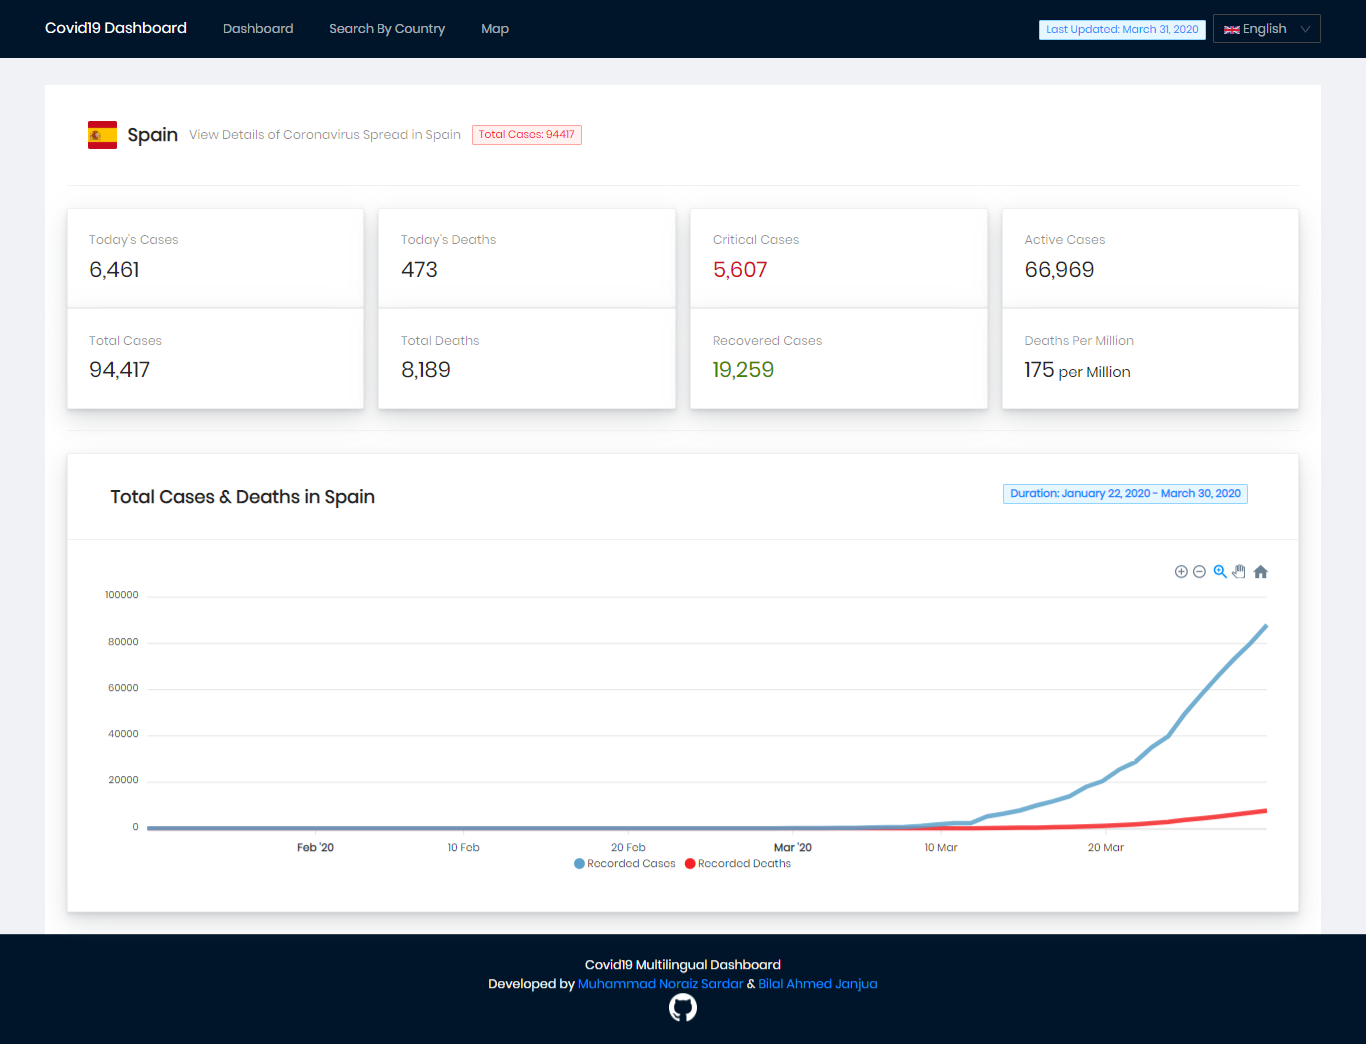 Covid19 Dashboard Dashboard Search By Country Map Last Updated: March 31, 2020 English
Spain View Details of Coronavirus Spread in Spain Total Cases: 94417
Today's Cases
6,461
Today's Deaths
473
Critical Cases
5,607
Active Cases
66,969
Total Cases
94,417
Total Deaths
8,189
Recovered Cases
19,259
Deaths Per Million
175 per Million
Total Cases & Deaths in Spain
Duration: January 22, 2020 - March 30, 2020
100000
80000
60000
40000
20000
0
Feb '20 10 Feb 20 Feb Mar '20 10 Mar 20 Mar
Recorded Cases Recorded Deaths
Covid19 Multilingual Dashboard
Developed by Muhammad Noraiz Sardar & Bilal Ahmed Janjua